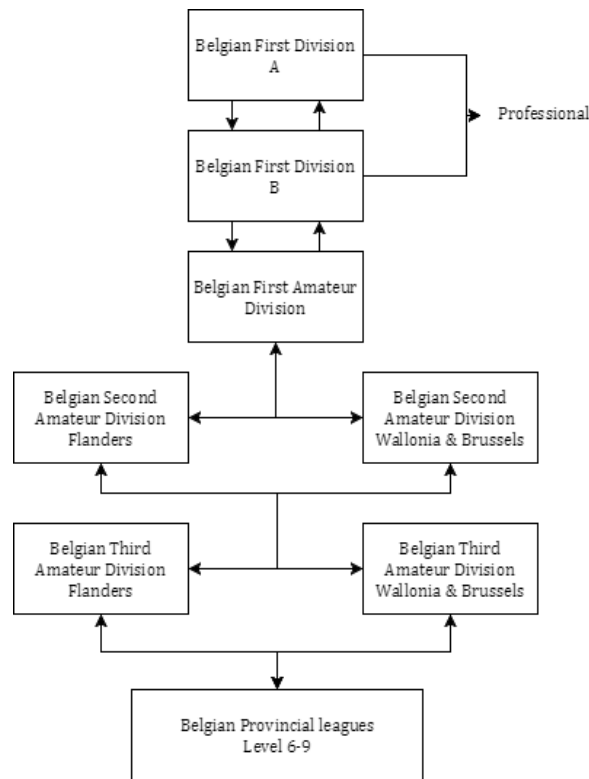 Belgian First Division
A
Professional
Belgian First Division
B
Belgian First Amateur
Division
Belgian Second
Amateur Division
Flanders
Belgian Second
Amateur Division
Wallonia & Brussels
Belgian Third
Amateur Division
Flanders
Belgian Third
Amateur Division
Wallonia & Brussels
Belgian Provincial leagues
Level 6-9